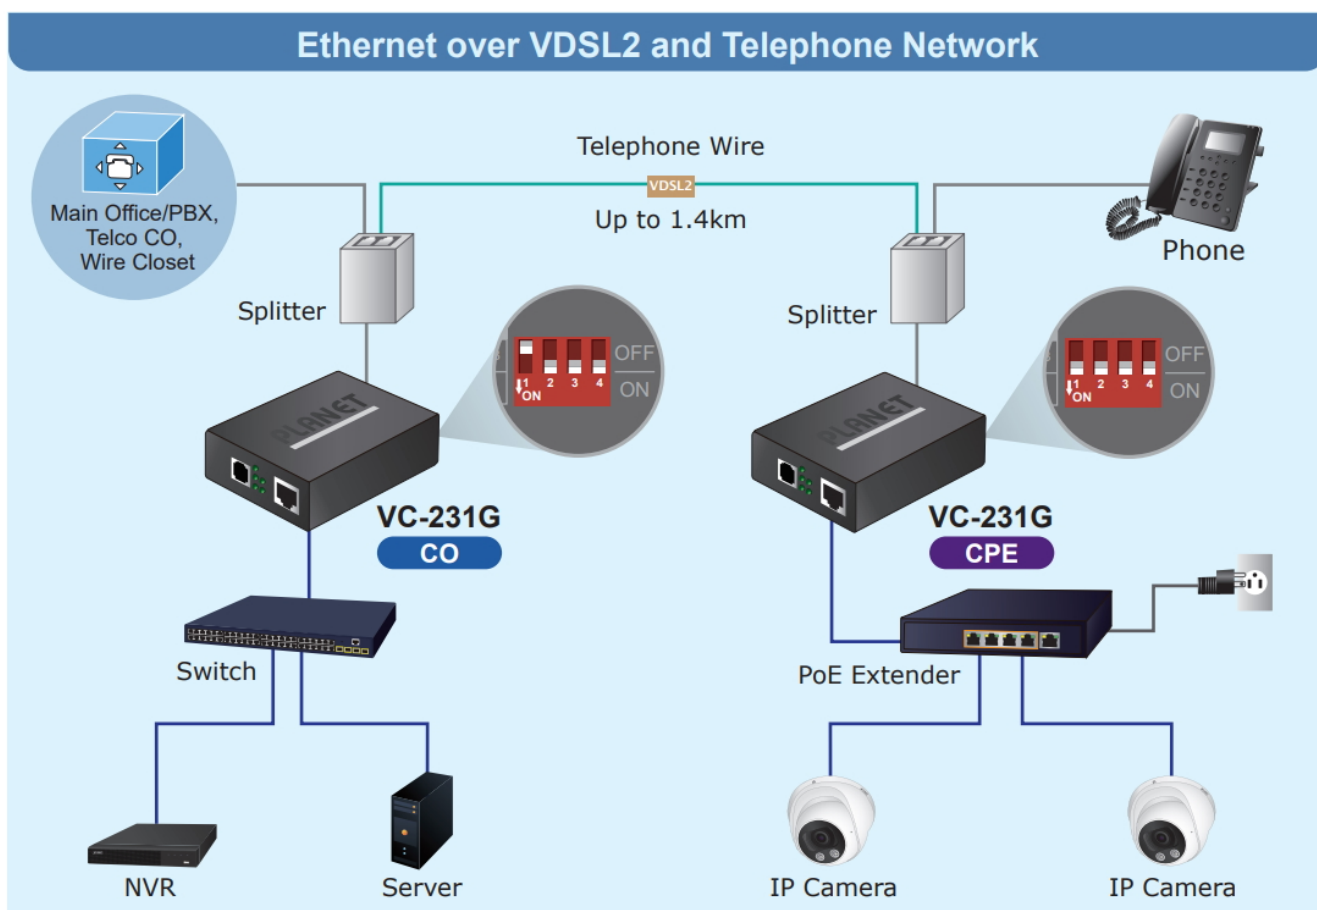 Ethernet over VDSL2 and Telephone Network
Main Office/PBX,
Telco CO,
Wire Closet
Telephone Wire
VDSL2
Up to 1.4km
Phone
Splitter
Splitter
OFF
ON
1 2 3 4
ON
OFF
ON
1 2 3 4
ON
PLANET
PLANET
VC-231G
CO
VC-231G
CPE
Switch
PoE Extender
NVR
Server
IP Camera
IP Camera